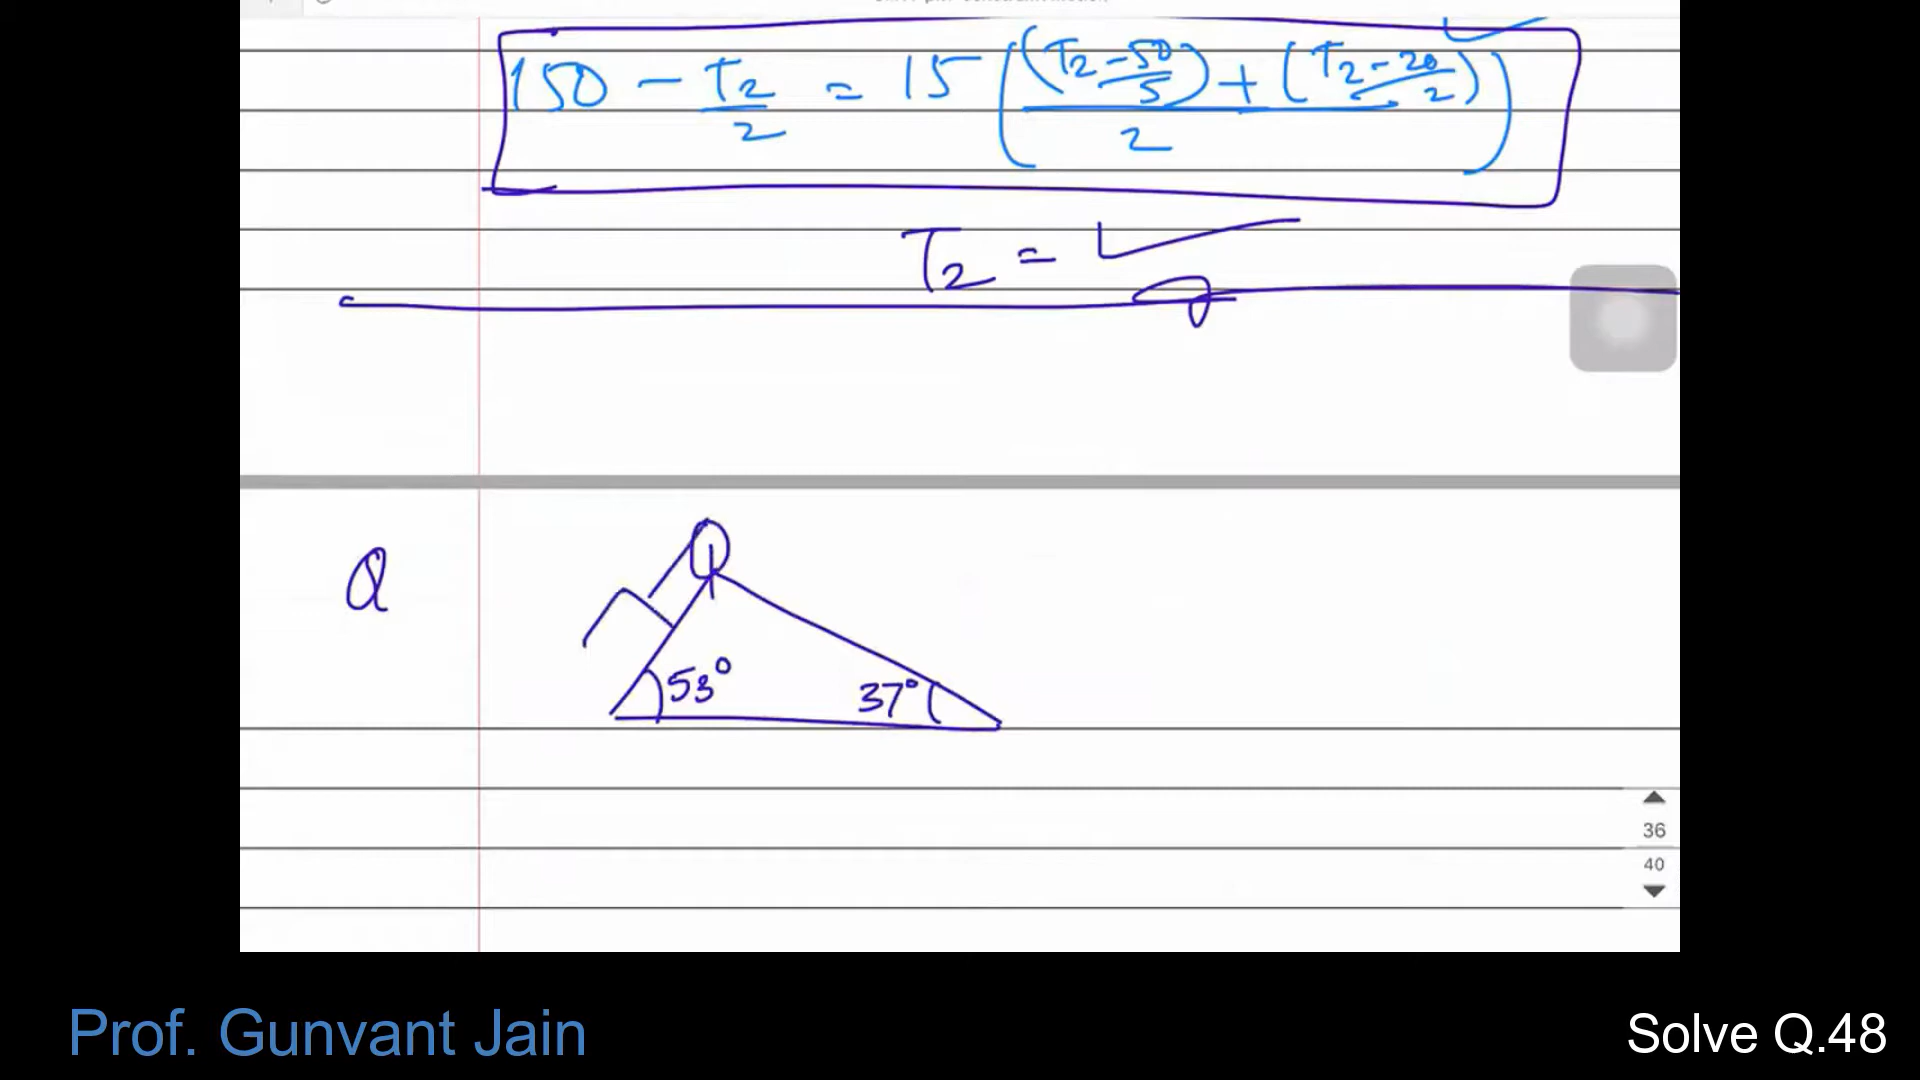 150 - T2/2 = 15 ( ( (T2-50/5) + (T2-20/2) ) / 2 )
T2 =
Q
53°
37°
36
40
Prof. Gunvant Jain
Solve Q.48